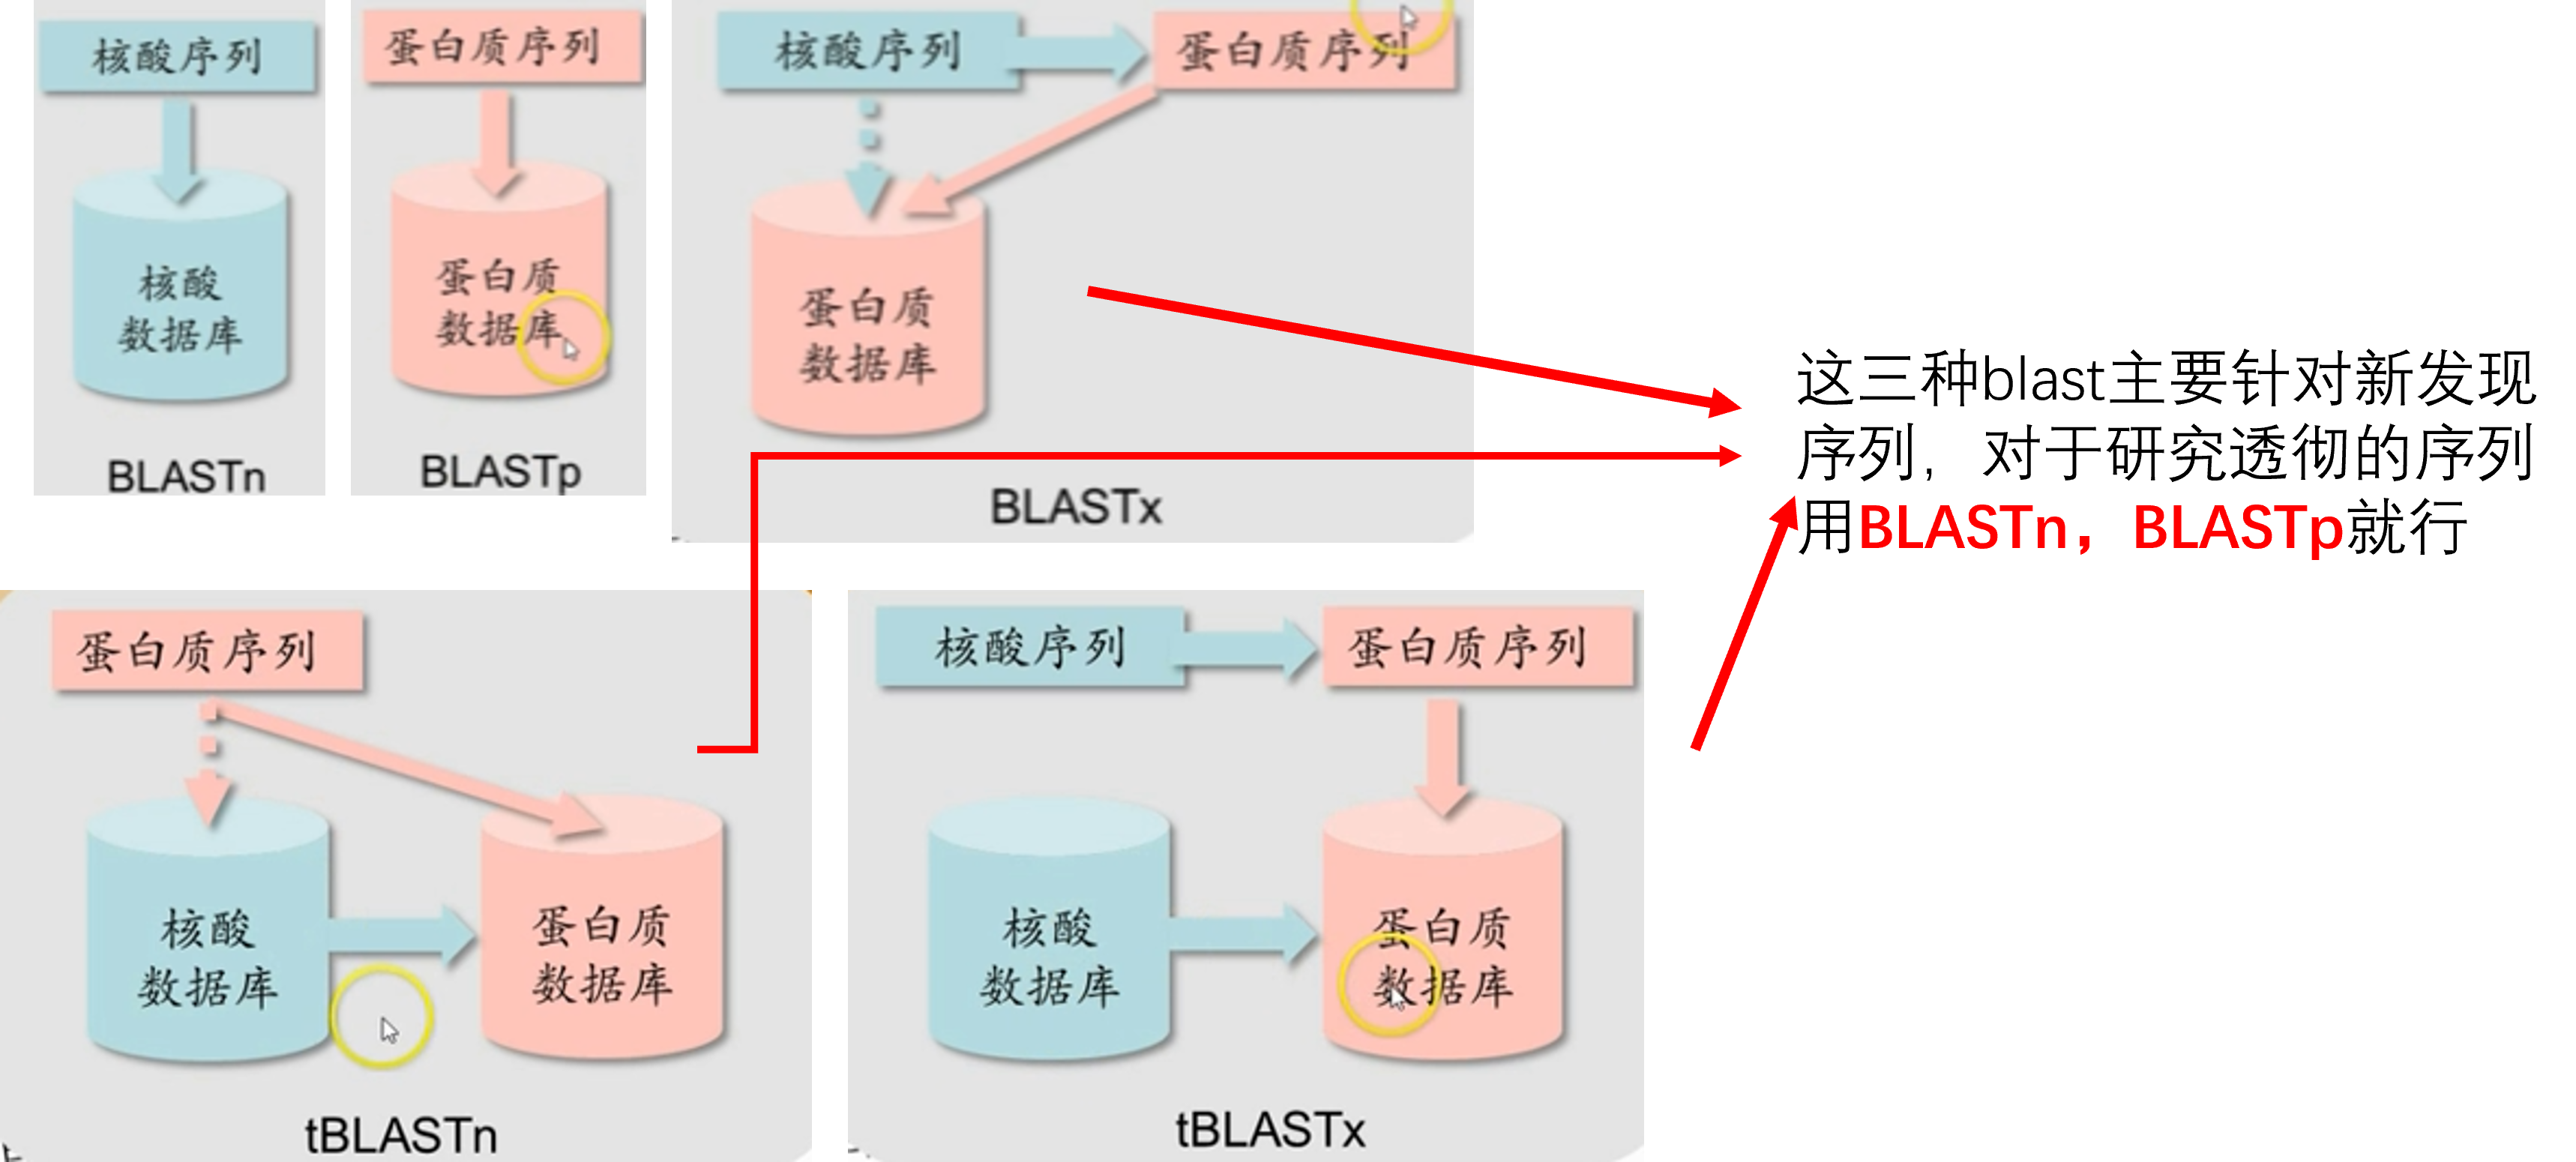 核酸序列
核酸
数据库
BLASTn
蛋白质序列
蛋白质
数据库
BLASTp
核酸序列
蛋白质序列
蛋白质
数据库
BLASTx
这三种blast主要针对新发现
序列，对于研究透彻的序列
用BLASTn，BLASTp就行
蛋白质序列
核酸
数据库
蛋白质
数据库
tBLASTn
核酸序列
蛋白质序列
核酸
数据库
蛋白质
数据库
tBLASTx